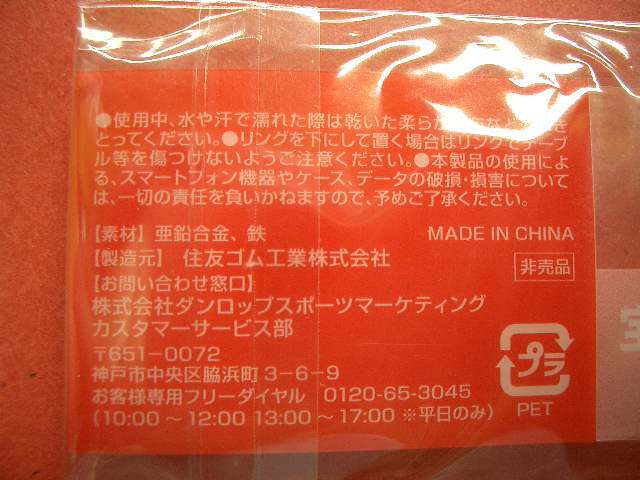 ●使用中、水や汗で濡れた際は乾いた柔らか
とってください。●リングを下にして置く場合はリングでテーブ
ル等を傷つけないようご注意ください。●本製品の使用によ
る、スマートフォン機器やケース、データの破損・損害について
は、一切の責任を負いかねますので、予めご了承ください。
【素材】亜鉛合金、鉄
MADE IN CHINA
【製造元】 住友ゴム工業株式会社
非売品
【お問い合わせ窓口】
株式会社ダンロップスポーツマーケティング
カスタマーサービス部
〒651-0072
神戸市中央区脇浜町3-6-9
お客様専用フリーダイヤル 0120-65-3045
(10:00 ~ 12:00 13:00 ~ 17:00 ※平日のみ)
プラ
PET